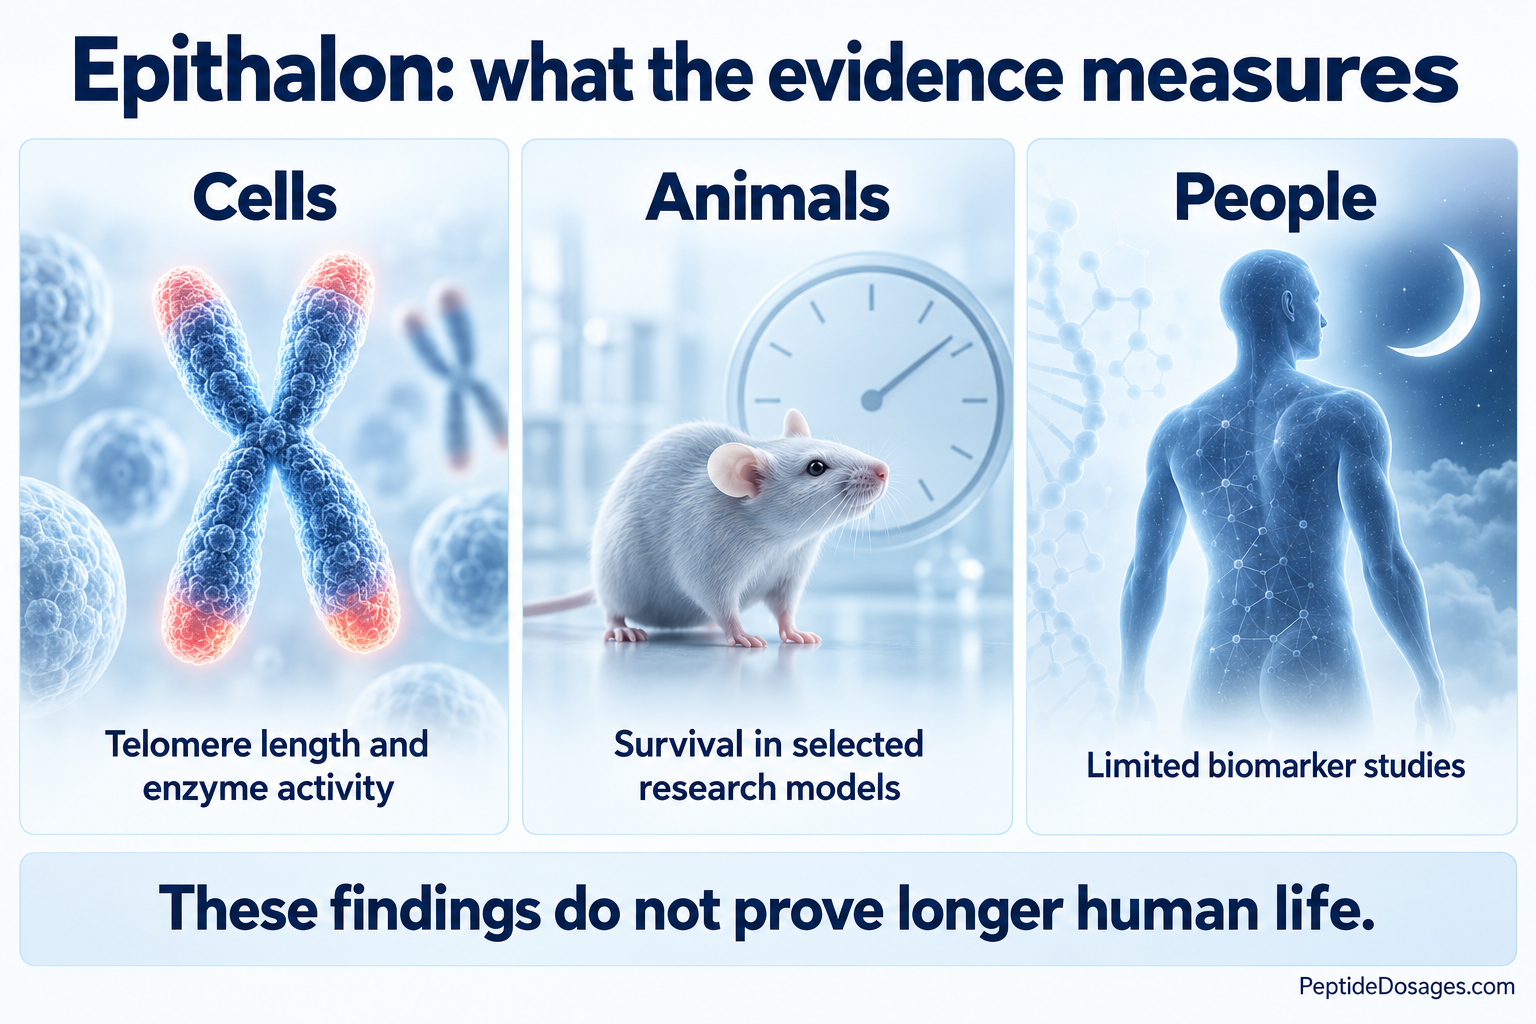 Epithalon: what the evidence measures
Cells
Telomere length and
enzyme activity
Animals
Survival in selected
research models
People
Limited biomarker studies
These findings do not prove longer human life.
PeptideDosages.com